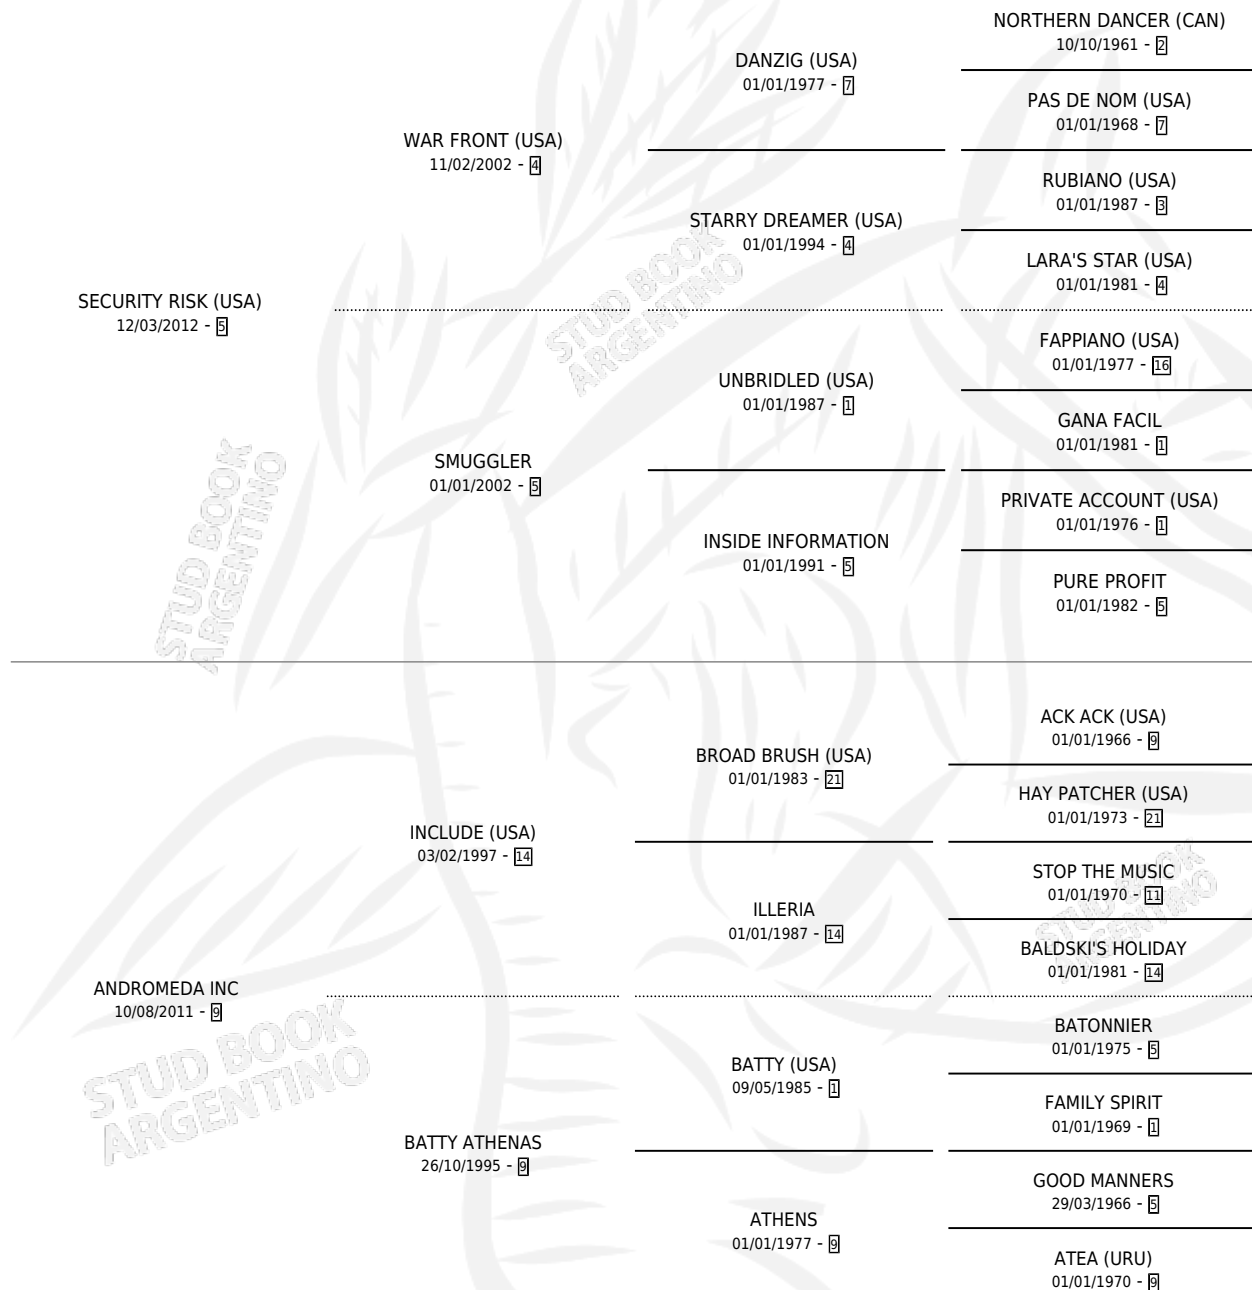 NORTHERN DANCER (CAN)
10/10/1961 - 2
DANZIG (USA)
01/01/1977 - 7
PAS DE NOM (USA)
01/01/1968 - 7
WAR FRONT (USA)
11/02/2002 - 4
RUBIANO (USA)
01/01/1987 - 3
STARRY DREAMER (USA)
01/01/1994 - 4
LARA'S STAR (USA)
01/01/1981 - 4
SECURITY RISK (USA)
12/03/2012 - 5
FAPPIANO (USA)
01/01/1977 - 16
UNBRIDLED (USA)
01/01/1987 - 1
GANA FACIL
01/01/1981 - 1
SMUGGLER
01/01/2002 - 5
PRIVATE ACCOUNT (USA)
01/01/1976 - 1
INSIDE INFORMATION
01/01/1991 - 5
PURE PROFIT
01/01/1982 - 5
STUD BOOK
ARGENTINO
STUD BOOK
ARGENTINO
ACK ACK (USA)
01/01/1966 - 9
BROAD BRUSH (USA)
01/01/1983 - 21
HAY PATCHER (USA)
01/01/1973 - 21
INCLUDE (USA)
03/02/1997 - 14
STOP THE MUSIC
01/01/1970 - 11
ILLERIA
01/01/1987 - 14
BALDSKI'S HOLIDAY
01/01/1981 - 14
ANDROMEDA INC
10/08/2011 - 9
BATONNIER
01/01/1975 - 5
BATTY (USA)
09/05/1985 - 1
FAMILY SPIRIT
01/01/1969 - 1
BATTY ATHENAS
26/10/1995 - 9
GOOD MANNERS
29/03/1966 - 5
ATHENS
01/01/1977 - 9
ATEA (URU)
01/01/1970 - 9
STUD BOOK
ARGENTINO
STUD BOOK
ARGENTINO